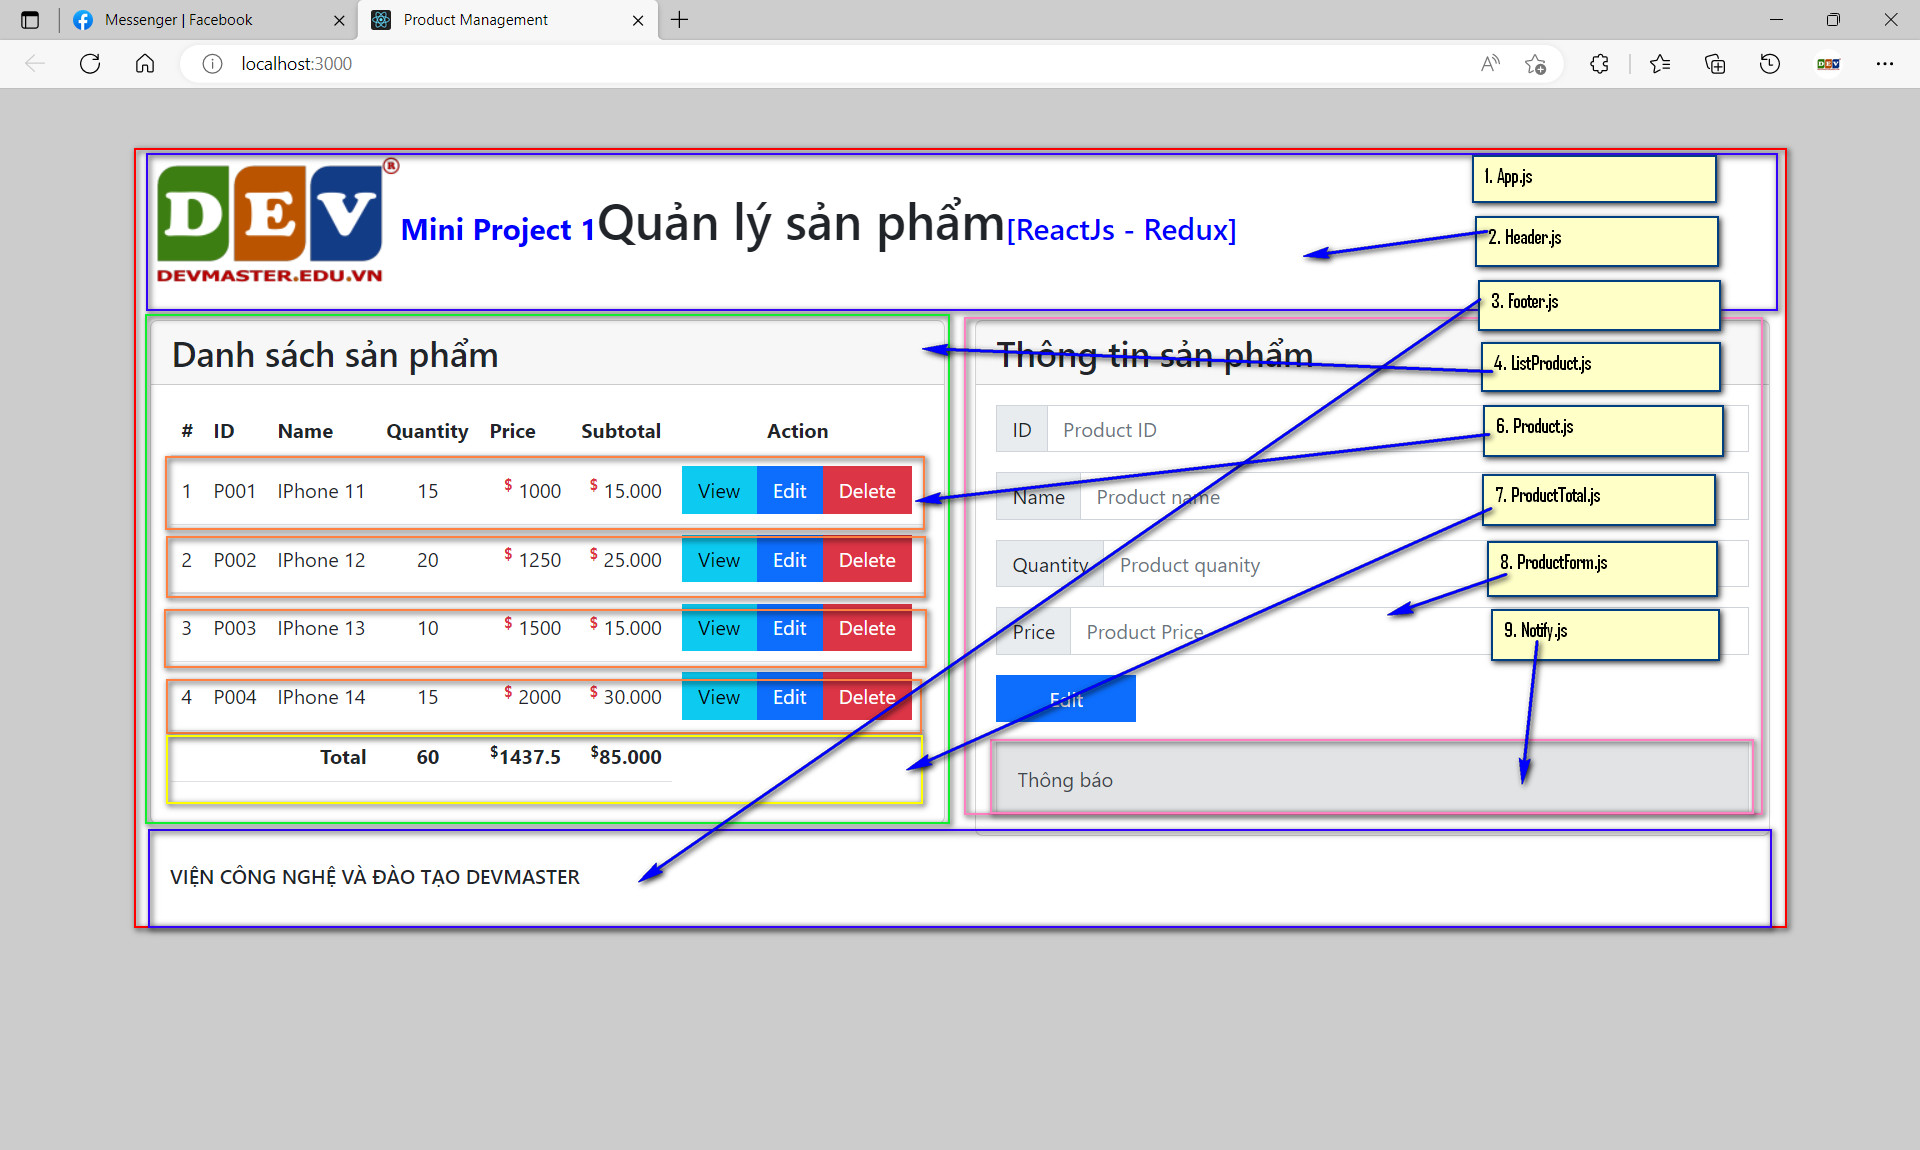 Messenger | Facebook
Product Management
localhost:3000
DEV
DEV®
DEVMASTER.EDU.VN
Mini Project 1Quản lý sản phẩm[ReactJs - Redux]
1. App.js
2. Header.js
3. Footer.js
4. ListProduct.js
6. Product.js
7. ProductTotal.js
8. ProductForm.js
9. Notify.js
Danh sách sản phẩm
# ID Name Quantity Price Subtotal Action
1 P001 IPhone 11 15 $ 1000 $ 15.000 View Edit Delete
2 P002 IPhone 12 20 $ 1250 $ 25.000 View Edit Delete
3 P003 IPhone 13 10 $ 1500 $ 15.000 View Edit Delete
4 P004 IPhone 14 15 $ 2000 $ 30.000 View Edit Delete
Total 60 $1437.5 $85.000
Thông tin sản phẩm
ID Product ID
Name Product name
Quantity Product quanity
Price Product Price
Edit
Thông báo
VIỆN CÔNG NGHỆ VÀ ĐÀO TẠO DEVMASTER